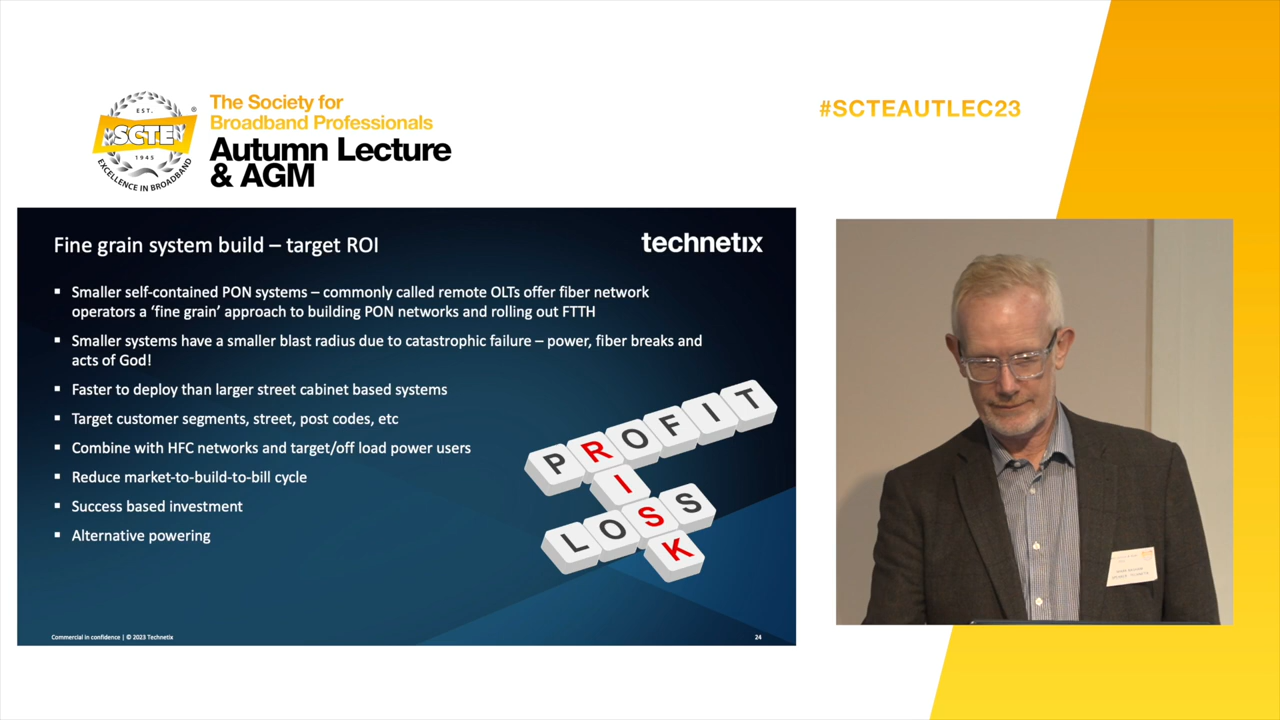 EST.
SCTE
®
1945
EXCELLENCE IN BROADBAND
The Society for
Broadband Professionals
Autumn Lecture
& AGM
#SCTEAUTLEC23
Fine grain system build – target ROI
technetix
▪ Smaller self-contained PON systems – commonly called remote OLTs offer fiber network
operators a ‘fine grain’ approach to building PON networks and rolling out FTTH
▪ Smaller systems have a smaller blast radius due to catastrophic failure – power, fiber breaks and
acts of God!
▪ Faster to deploy than larger street cabinet based systems
▪ Target customer segments, street, post codes, etc
▪ Combine with HFC networks and target/off load power users
▪ Reduce market-to-build-to-bill cycle
▪ Success based investment
▪ Alternative powering
PROFIT
RISK
LOSS
Commercial in confidence | © 2023 Technetix
24